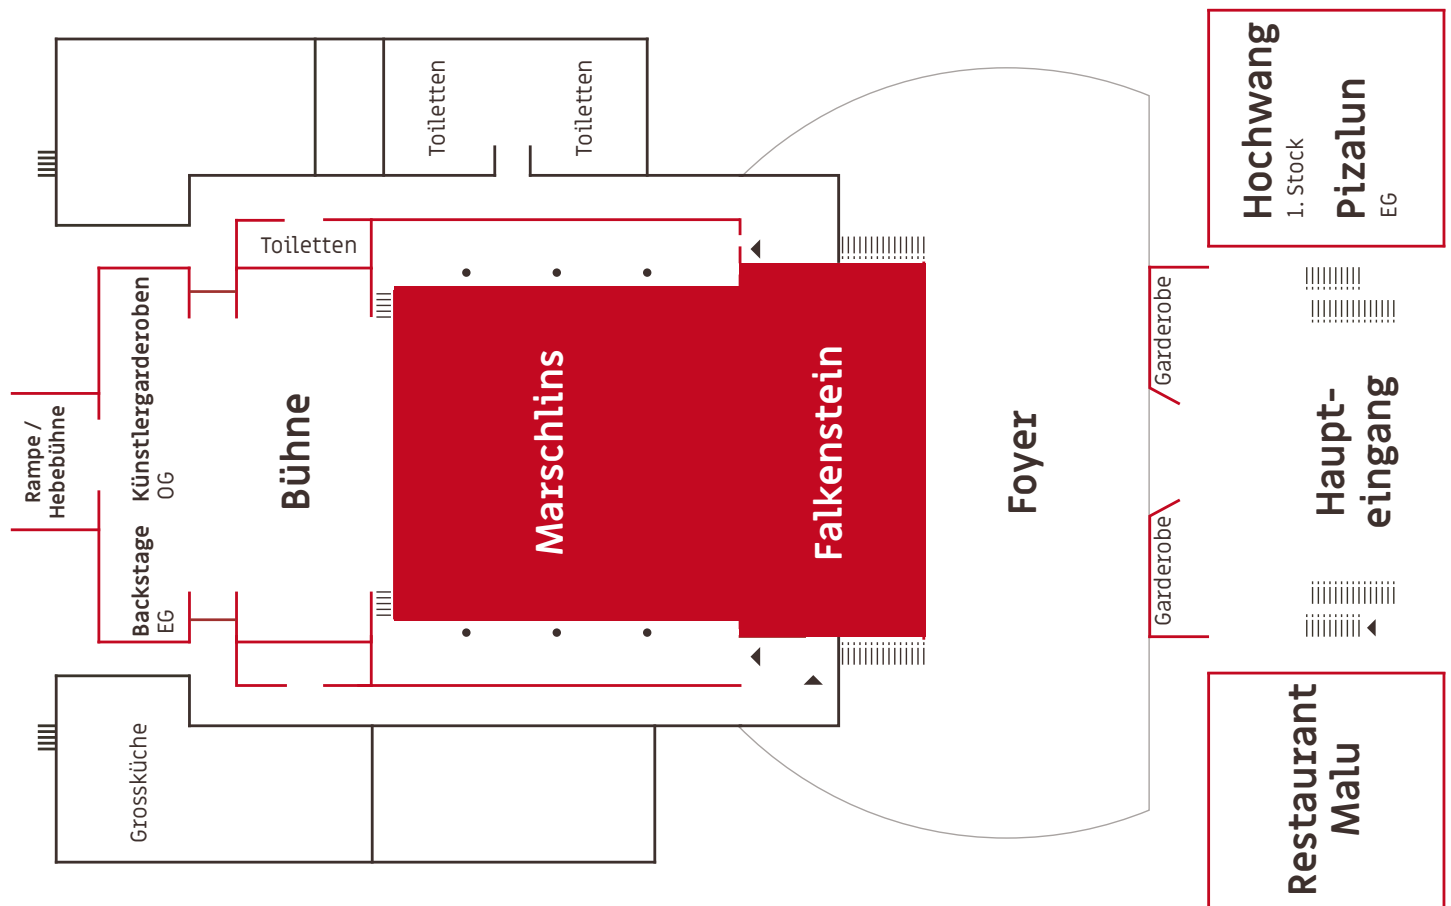 Rampe /
Hebebühne
Künstlergarderoben
OG
Backstage
EG
Grossküche
Toiletten
Bühne
Toiletten
Toiletten
Marschlins
Falkenstein
Foyer
Garderobe
Garderobe
Hochwang
1. Stock
Pizalun
EG
Haupt-
eingang
Restaurant
Malu